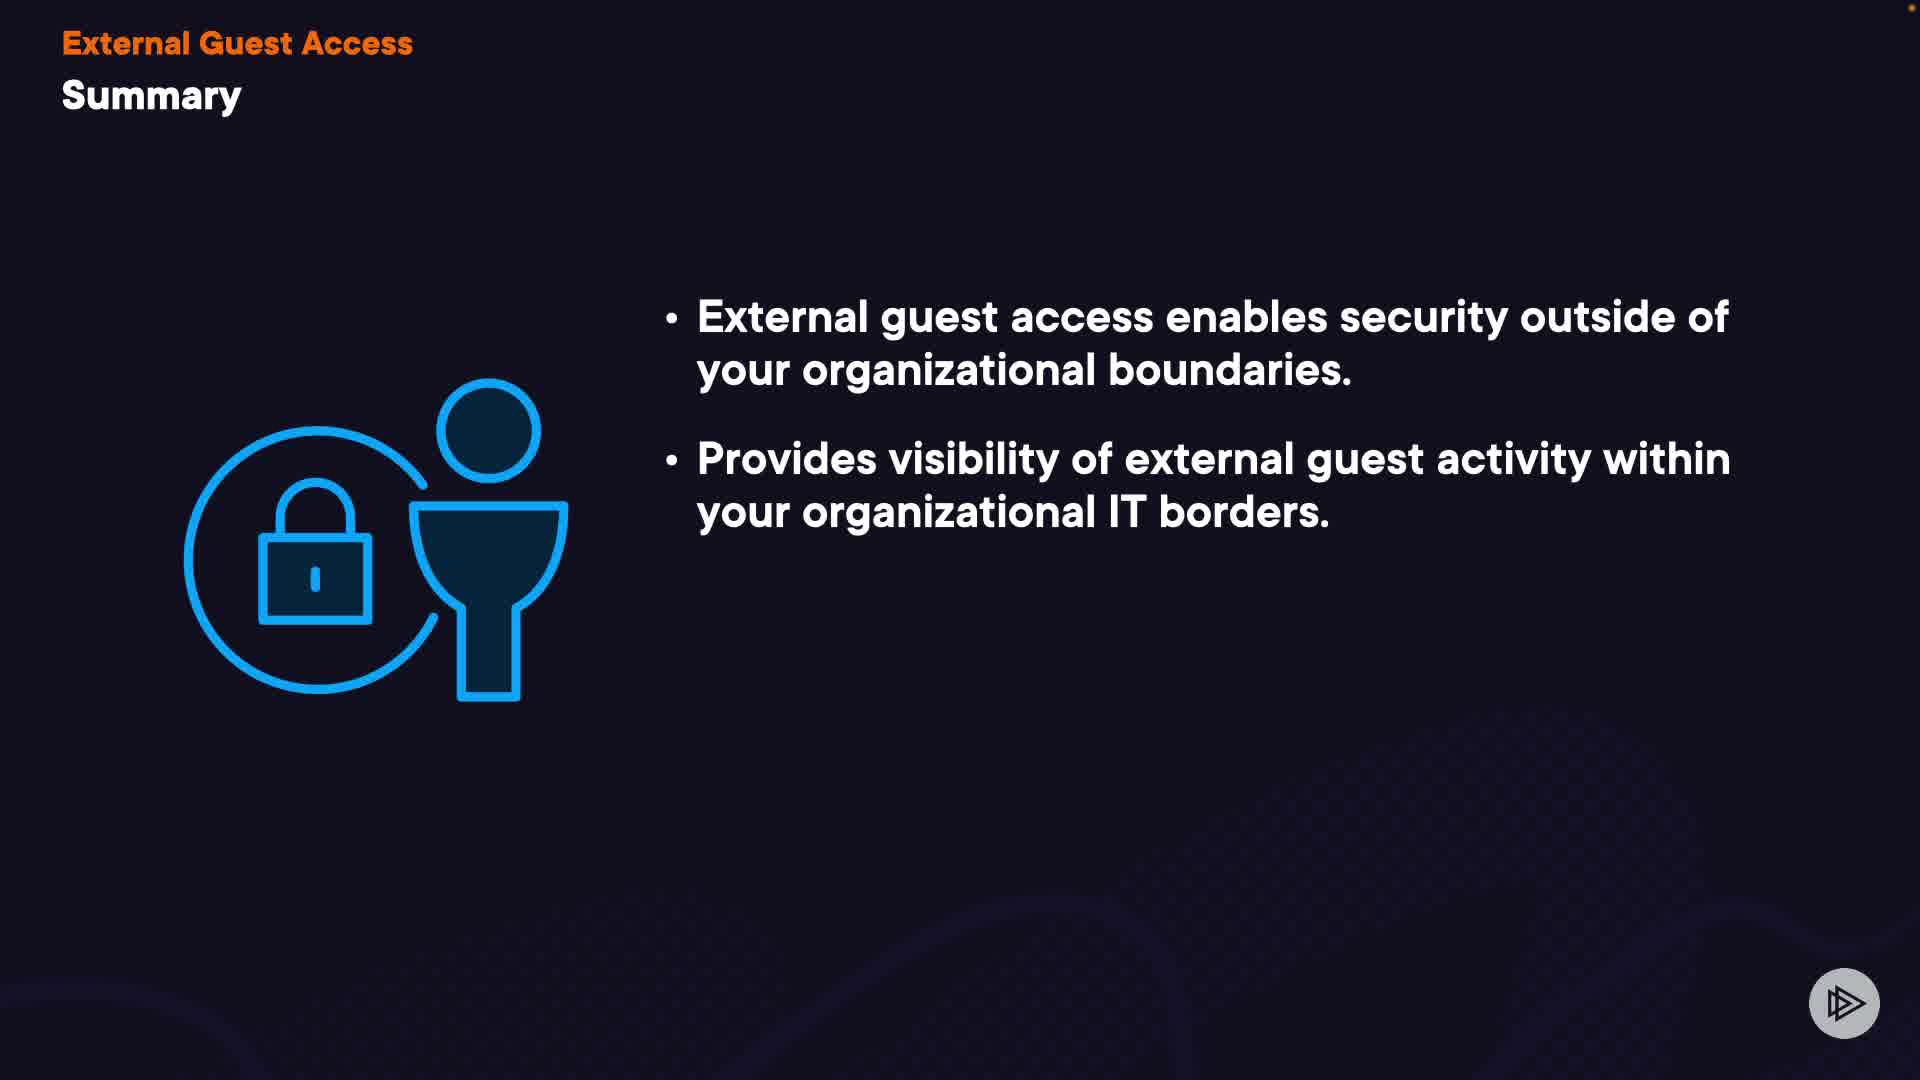 External Guest Access
Summary
• External guest access enables security outside of
your organizational boundaries.
• Provides visibility of external guest activity within
your organizational IT borders.